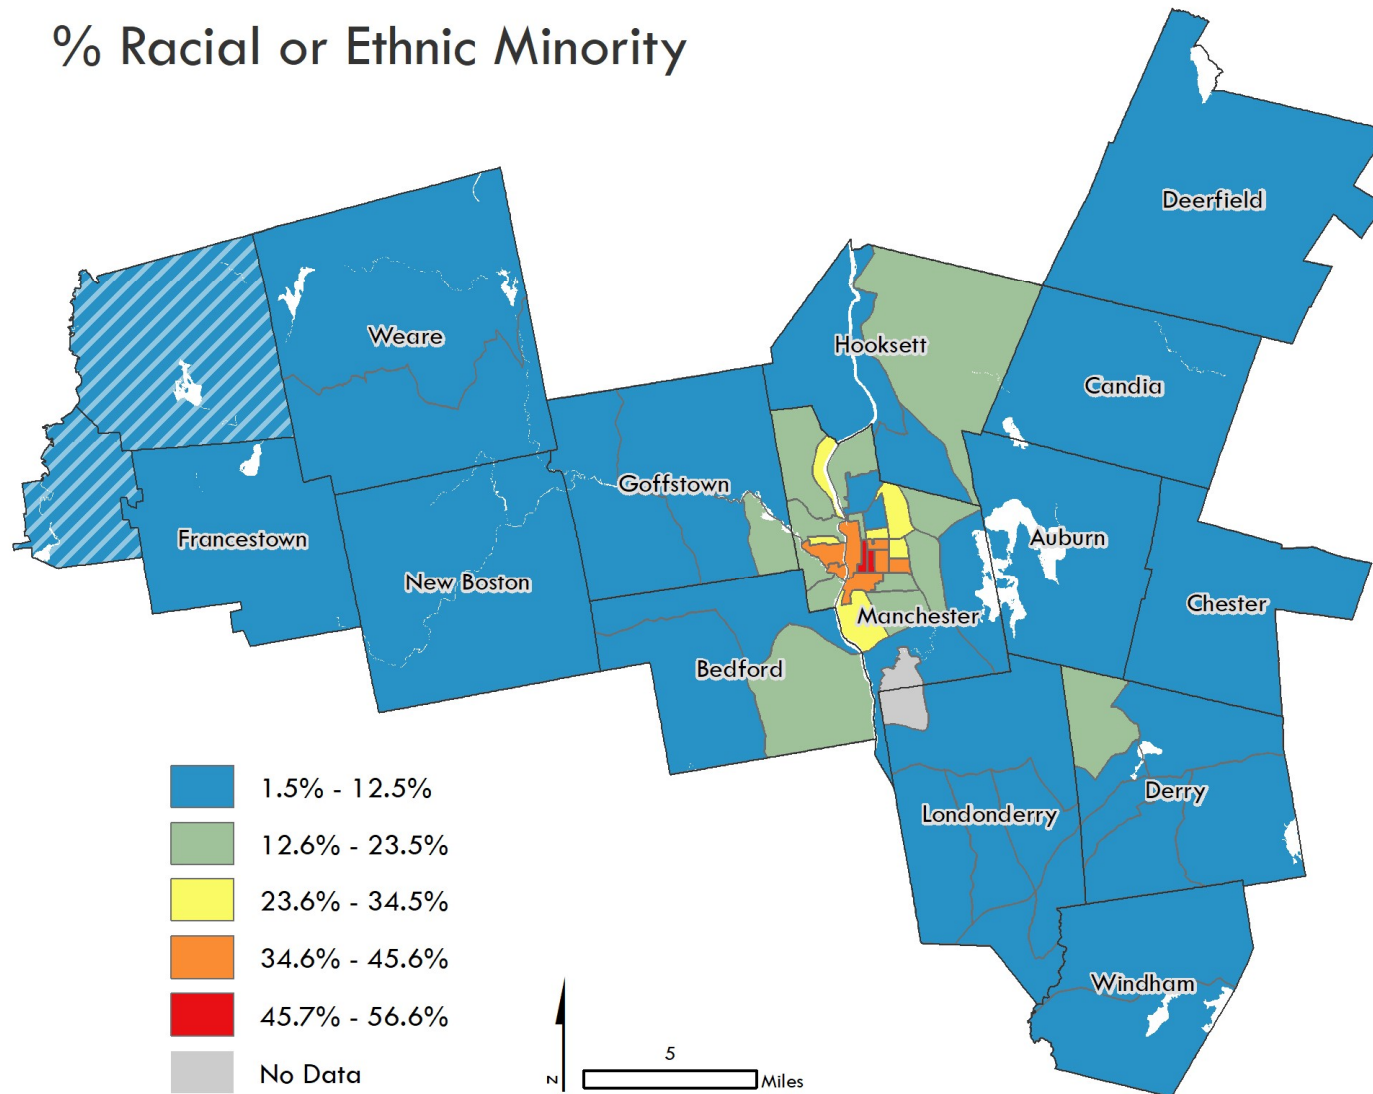 % Racial or Ethnic Minority
Deerfield
Weare
Hooksett
Candia
Goffstown
Francestown
Auburn
New Boston
Chester
Manchester
Bedford
Derry
Londonderry
Windham
1.5% - 12.5%
12.6% - 23.5%
23.6% - 34.5%
34.6% - 45.6%
45.7% - 56.6%
No Data
N
5
Miles